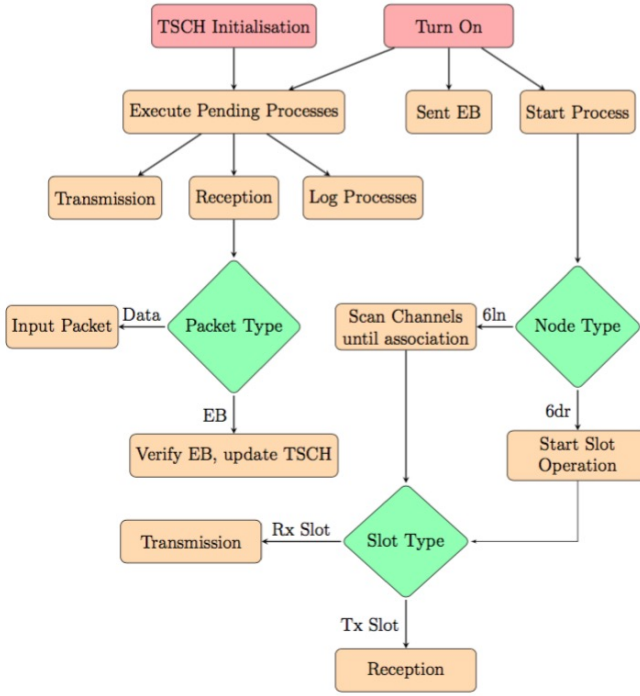 TSCH Initialisation
Turn On
Execute Pending Processes
Sent EB
Start Process
Transmission
Reception
Log Processes
Input Packet
Data
Packet Type
Scan Channels
until association
6ln
Node Type
EB
6dr
Verify EB, update TSCH
Start Slot
Operation
Transmission
Rx Slot
Slot Type
Tx Slot
Reception